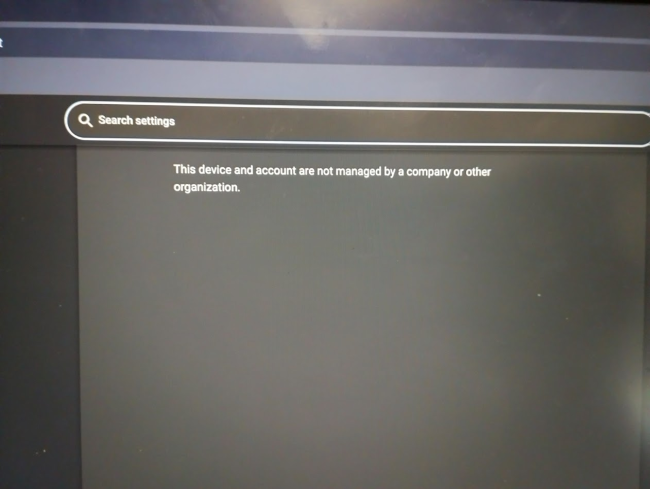 t
Search settings
This device and account are not managed by a company or other
organization.